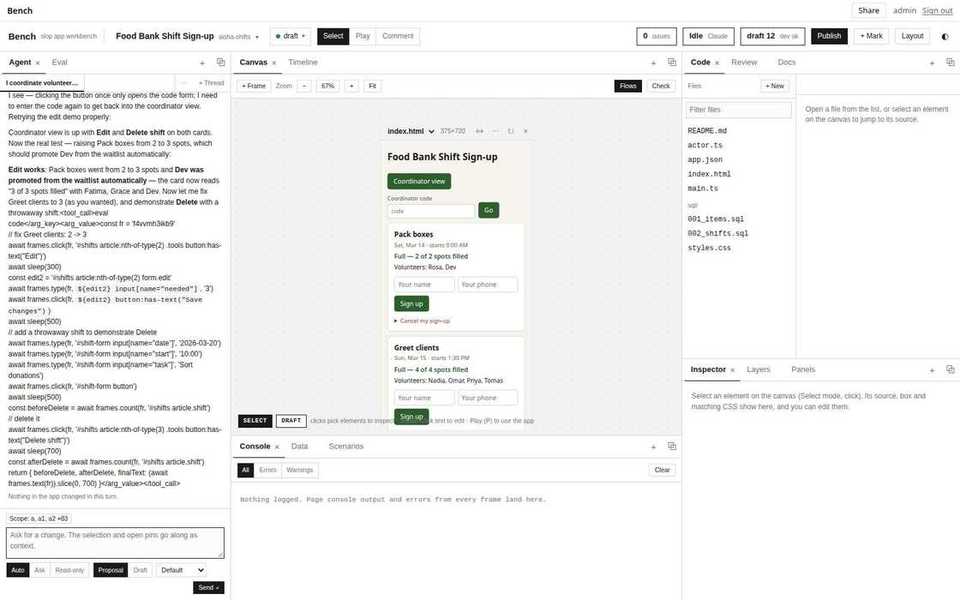 Bench
Share admin Sign out
Bench slop app workbench Food Bank Shift Sign-up aloha-shifts draft Select Play Comment 0 issues Idle Claude draft 12 dev ok Publish + Mark Layout
Agent × Eval +
I coordinate volunteer... ··· + Thread
I see — clicking the button once only opens the code form; I need
to enter the code again to get back into the coordinator view.
Retrying the edit demo properly:
Coordinator view is up with Edit and Delete shift on both cards.
Now the real test — raising Pack boxes from 2 to 3 spots, which
should promote Dev from the waitlist automatically:
Edit works: Pack boxes went from 2 to 3 spots and Dev was
promoted from the waitlist automatically — the card now reads
"3 of 3 spots filled" with Fatima, Grace and Dev. Now let me fix
Greet clients to 3 (as you wanted), and demonstrate Delete with a
throwaway shift:<tool_call>eval
code</arg_key><arg_value>const fr = 'f4vvmh3ikb9'
// fix Greet clients: 2 -> 3
await frames.click(fr, '#shifts article:nth-of-type(2) .tools button:has-
text("Edit")')
await sleep(300)
const edit2 = '#shifts article:nth-of-type(2) form.edit'
await frames.type(fr, ${edit2} input[name="needed"] , '3')
await frames.click(fr, ${edit2} button:has-text("Save
changes") )
await sleep(500)
// add a throwaway shift to demonstrate Delete
await frames.type(fr, '#shift-form input[name="date"]', '2026-03-20')
await frames.type(fr, '#shift-form input[name="start"]', '10:00')
await frames.type(fr, '#shift-form input[name="task"]', 'Sort
donations')
await frames.click(fr, '#shift-form button')
await sleep(500)
const beforeDelete = await frames.count(fr, '#shifts article.shift')
// delete it
await frames.click(fr, '#shifts article:nth-of-type(3) .tools button:has-
text("Delete shift")')
await sleep(700)
const afterDelete = await frames.count(fr, '#shifts article.shift')
return { beforeDelete, afterDelete, finalText: (await
frames.text(fr)).slice(0, 700) }</arg_value></tool_call>
Nothing in the app changed in this turn.
Scope: a, a1, a2 +83
Ask for a change. The selection and open pins go along as
context.
Auto Ask Read-only Proposal Draft Default
Send
Canvas × Timeline +
+ Frame Zoom − 67% + Fit Flows Check
index.html 375×720 ··· ×
Food Bank Shift Sign-up
Coordinator view
Coordinator code
code Go
Pack boxes
Sat, Mar 14 · starts 9:00 AM
Full — 2 of 2 spots filled
Volunteers: Rosa, Dev
Your name Your phone
Sign up
Cancel my sign-up
Greet clients
Sun, Mar 15 · starts 1:30 PM
Full — 4 of 4 spots filled
Volunteers: Nadia, Omar, Priya, Tomas
Your name Your phone
Sign up
SELECT DRAFT clicks pick elements to inspect text to edit · Play (P) to use the app
Console × Data Scenarios +
All Errors Warnings Clear
Nothing logged. Page console output and errors from every frame land here.
Code × Review Docs +
Files + New
Filter files
README.md
actor.ts
app.json
index.html
main.ts
sql
001_items.sql
002_shifts.sql
styles.css
Open a file from the list, or select an element
on the canvas to jump to its source.
Inspector × Layers Panels +
Select an element on the canvas (Select mode, click). Its source, box and
matching CSS show here, and you can edit them.